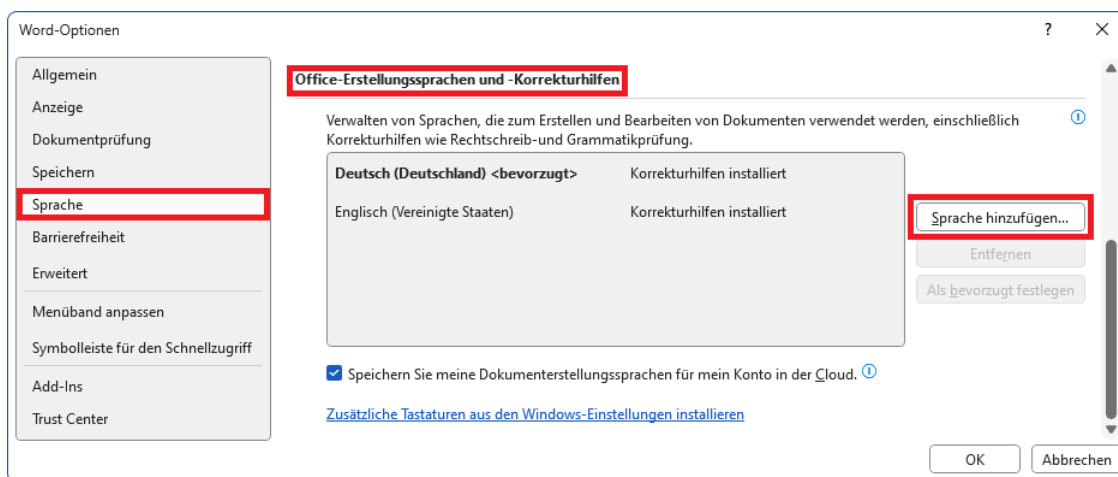 Word-Optionen
?
Allgemein
Anzeige
Dokumentprüfung
Speichern
Sprache
Barrierefreiheit
Erweitert
Menüband anpassen
Symbolleiste für den Schnellzugriff
Add-Ins
Trust Center
Office-Erstellungssprachen und -Korrekturhilfen
Verwalten von Sprachen, die zum Erstellen und Bearbeiten von Dokumenten verwendet werden, einschließlich
Korrekturhilfen wie Rechtschreib-und Grammatikprüfung.
Deutsch (Deutschland) <bevorzugt> Korrekturhilfen installiert
Englisch (Vereinigte Staaten) Korrekturhilfen installiert
Sprache hinzufügen...
Entfernen
Als bevorzugt festlegen
Speichern Sie meine Dokumenterstellungssprachen für mein Konto in der Cloud.
Zusätzliche Tastaturen aus den Windows-Einstellungen installieren
OK
Abbrechen